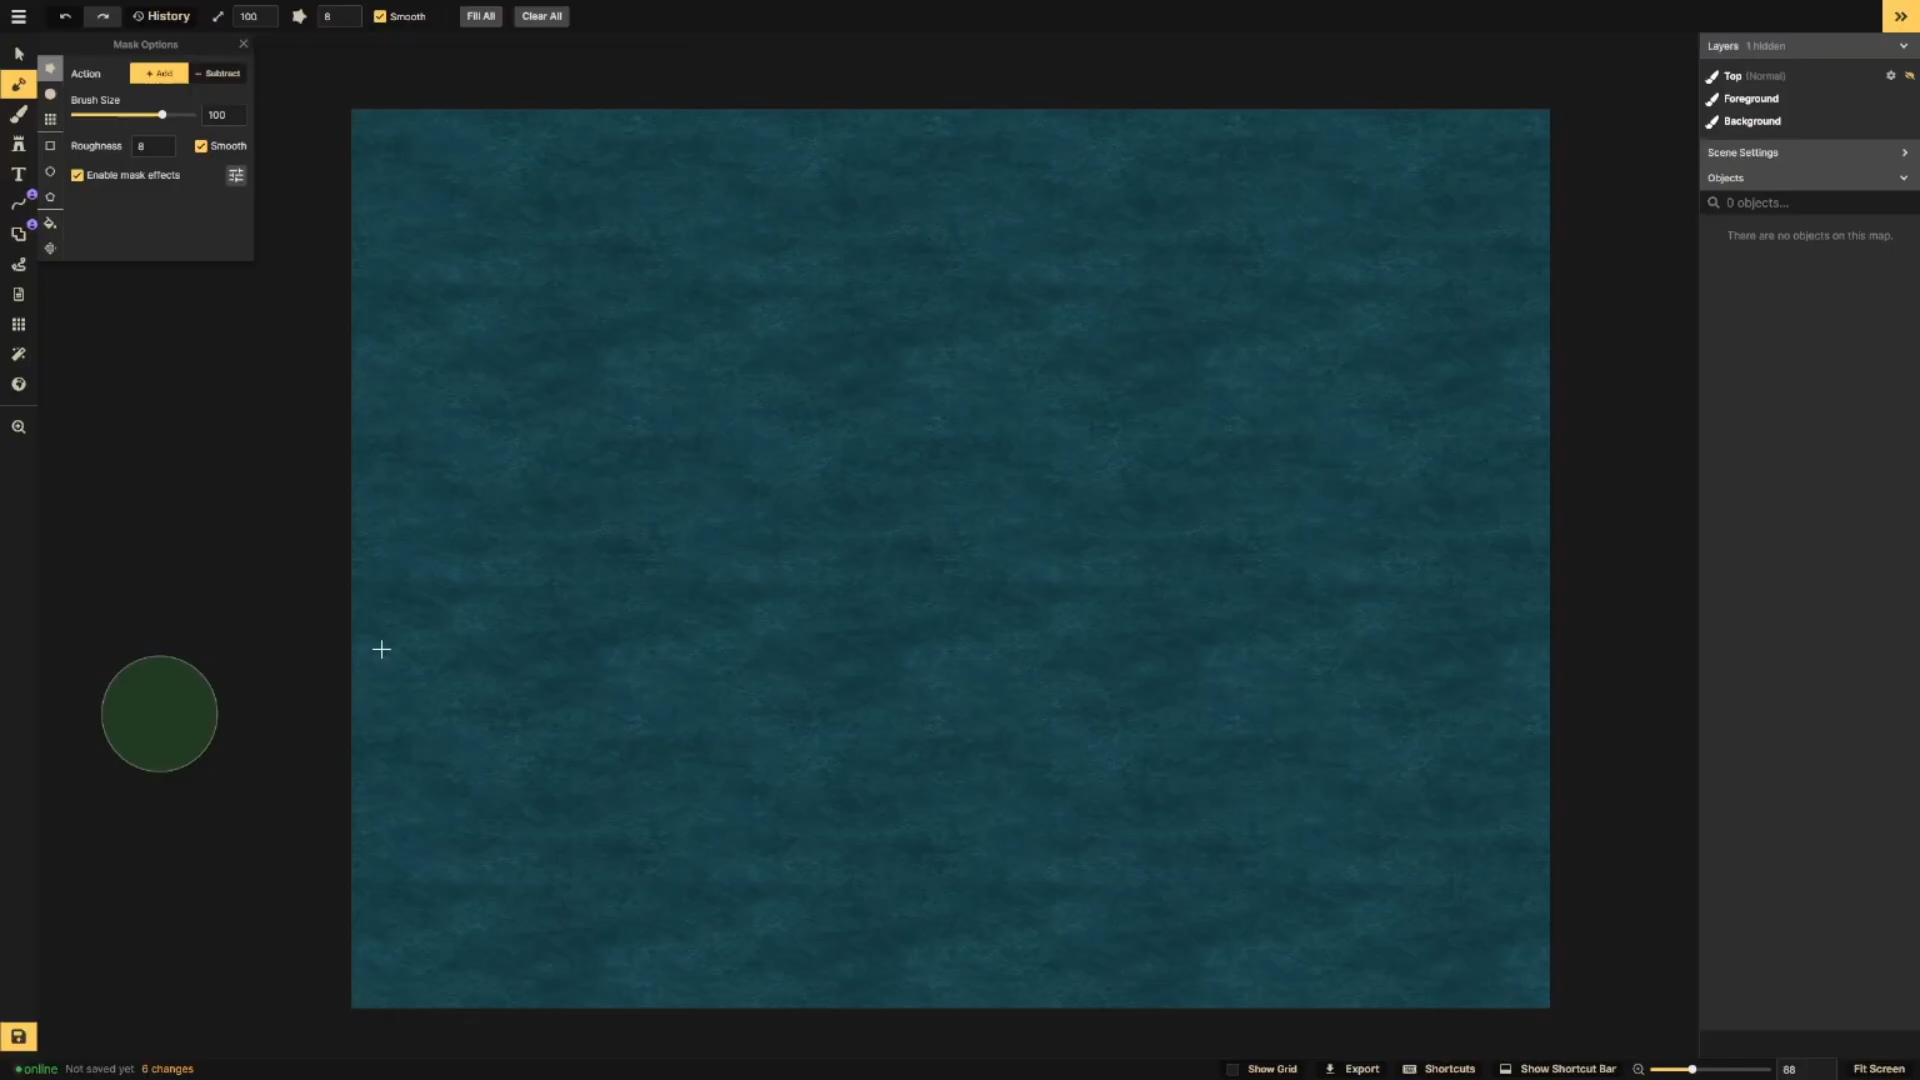 History 100 8 Smooth Fill All Clear All
Mask Options
Action + Add - Subtract
Brush Size
100
Roughness 8 Smooth
Enable mask effects
T
Layers 1 hidden
Top (Normal)
Foreground
Background
Scene Settings
Objects
0 objects...
There are no objects on this map.
online Not saved yet 6 changes
Show Grid Export Shortcuts Show Shortcut Bar 68 Fit Screen